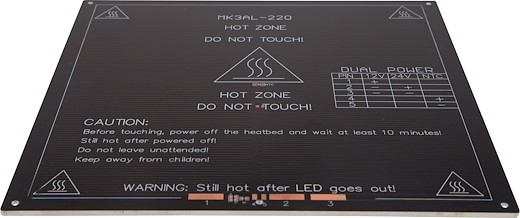 MK3AL-220
HOT ZONE
DO NOT TOUCH!
HOT ZONE
DO NOT TOUCH!
DUAL POWER
PIN 12V 24V NTC
1 +
2 - +
3 - -
4 +
5 +
CAUTION:
Before touching, power off the heatbed and wait at least 10 minutes!
Still hot after powered off!
Do not leave unattended!
Keep away from children!
WARNING: Still hot after LED goes out!
1 2 3